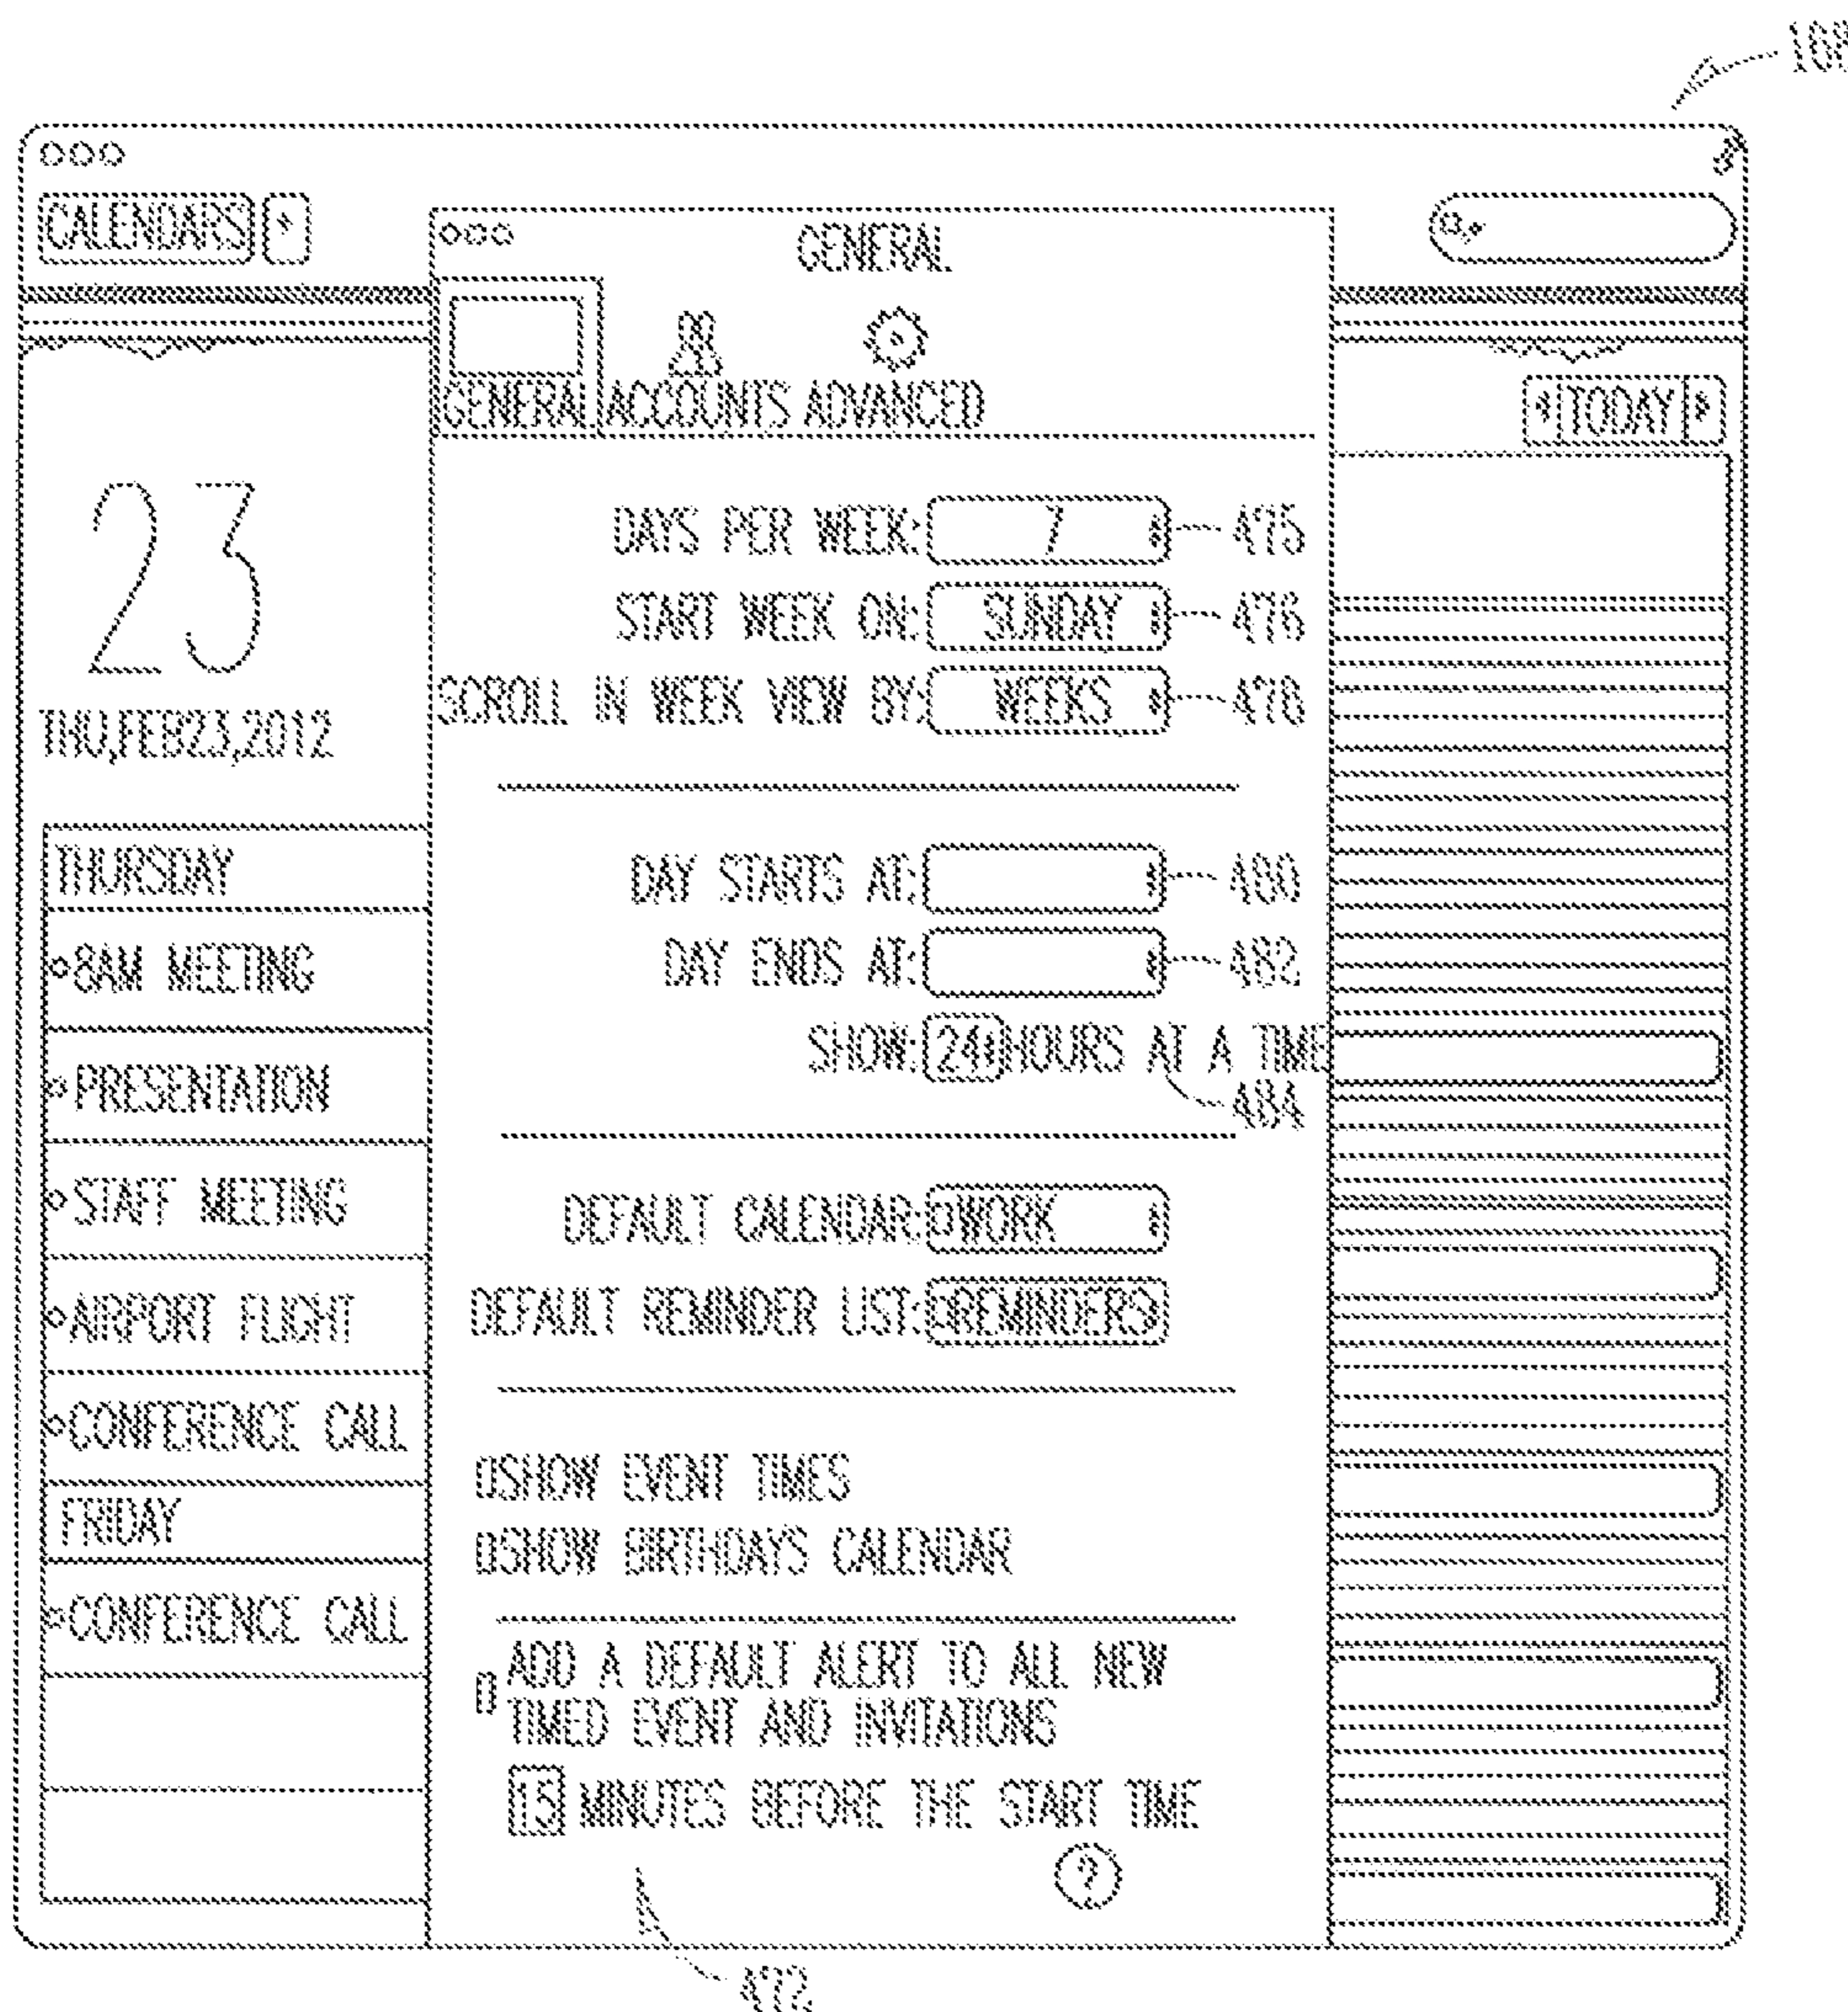 168
CALENDARS
GENERAL
GENERAL ACCOUNTS ADVANCED
TODAY
23
THU,FEB23,2012
THURSDAY
8AM MEETING
PRESENTATION
STAFF MEETING
AIRPORT FLIGHT
CONFERENCE CALL
FRIDAY
CONFERENCE CALL
DAYS PER WEEK: 7 475
START WEEK ON: SUNDAY 476
SCROLL IN WEEK VIEW BY: WEEKS 478
DAY STARTS AT: 480
DAY ENDS AT: 482
SHOW: 24 HOURS AT A TIME
484
DEFAULT CALENDAR: WORK
DEFAULT REMINDER LIST: REMINDERS
SHOW EVENT TIMES
SHOW BIRTHDAYS CALENDAR
ADD A DEFAULT ALERT TO ALL NEW
TIMED EVENT AND INVITATIONS
15 MINUTES BEFORE THE START TIME
?
472